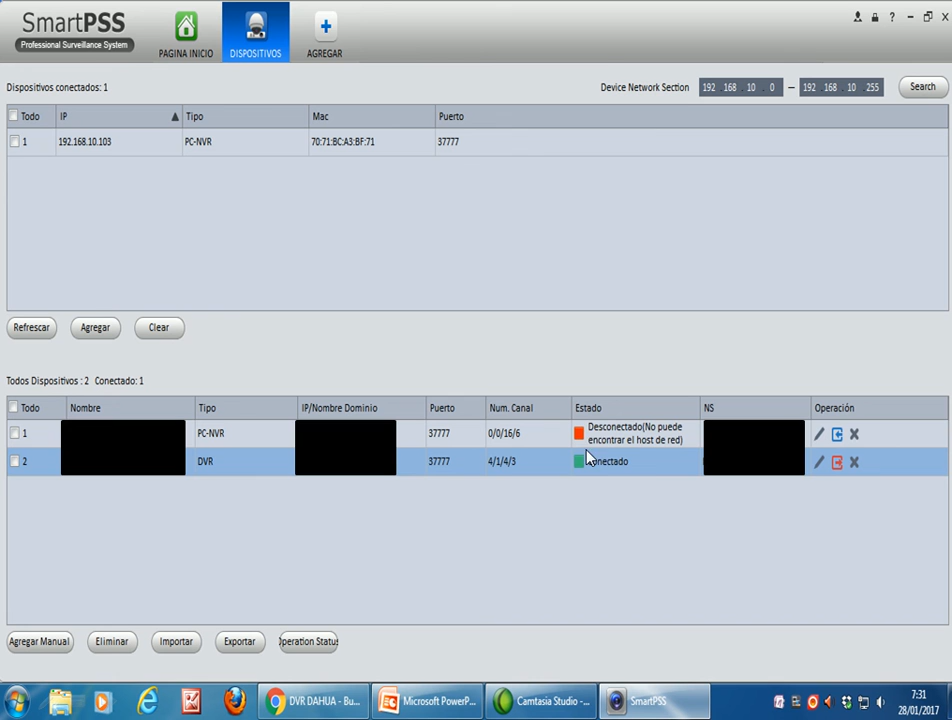 SmartPSS
Professional Surveillance System
PAGINA INICIO
DISPOSITIVOS
AGREGAR
Dispositivos conectados: 1
Device Network Section
192 168 10 0 — 192 168 10 255
Search
Todo IP Tipo Mac Puerto
1 192.168.10.103 PC-NVR 70:71:BC:A3:BF:71 37777
Refrescar Agregar Clear
Todos Dispositivos : 2 Conectado: 1
Todo Nombre Tipo IP/Nombre Dominio Puerto Num. Canal Estado NS Operación
1 PC-NVR 37777 0/0/16/6 Desconectado(No puede
encontrar el host de red)
2 DVR 37777 4/1/4/3 Conectado
Agregar Manual Eliminar Importar Exportar Operation Status
DVR DAHUA - Bu... Microsoft PowerP... Camtasia Studio -... SmartPSS
7:31
28/01/2017